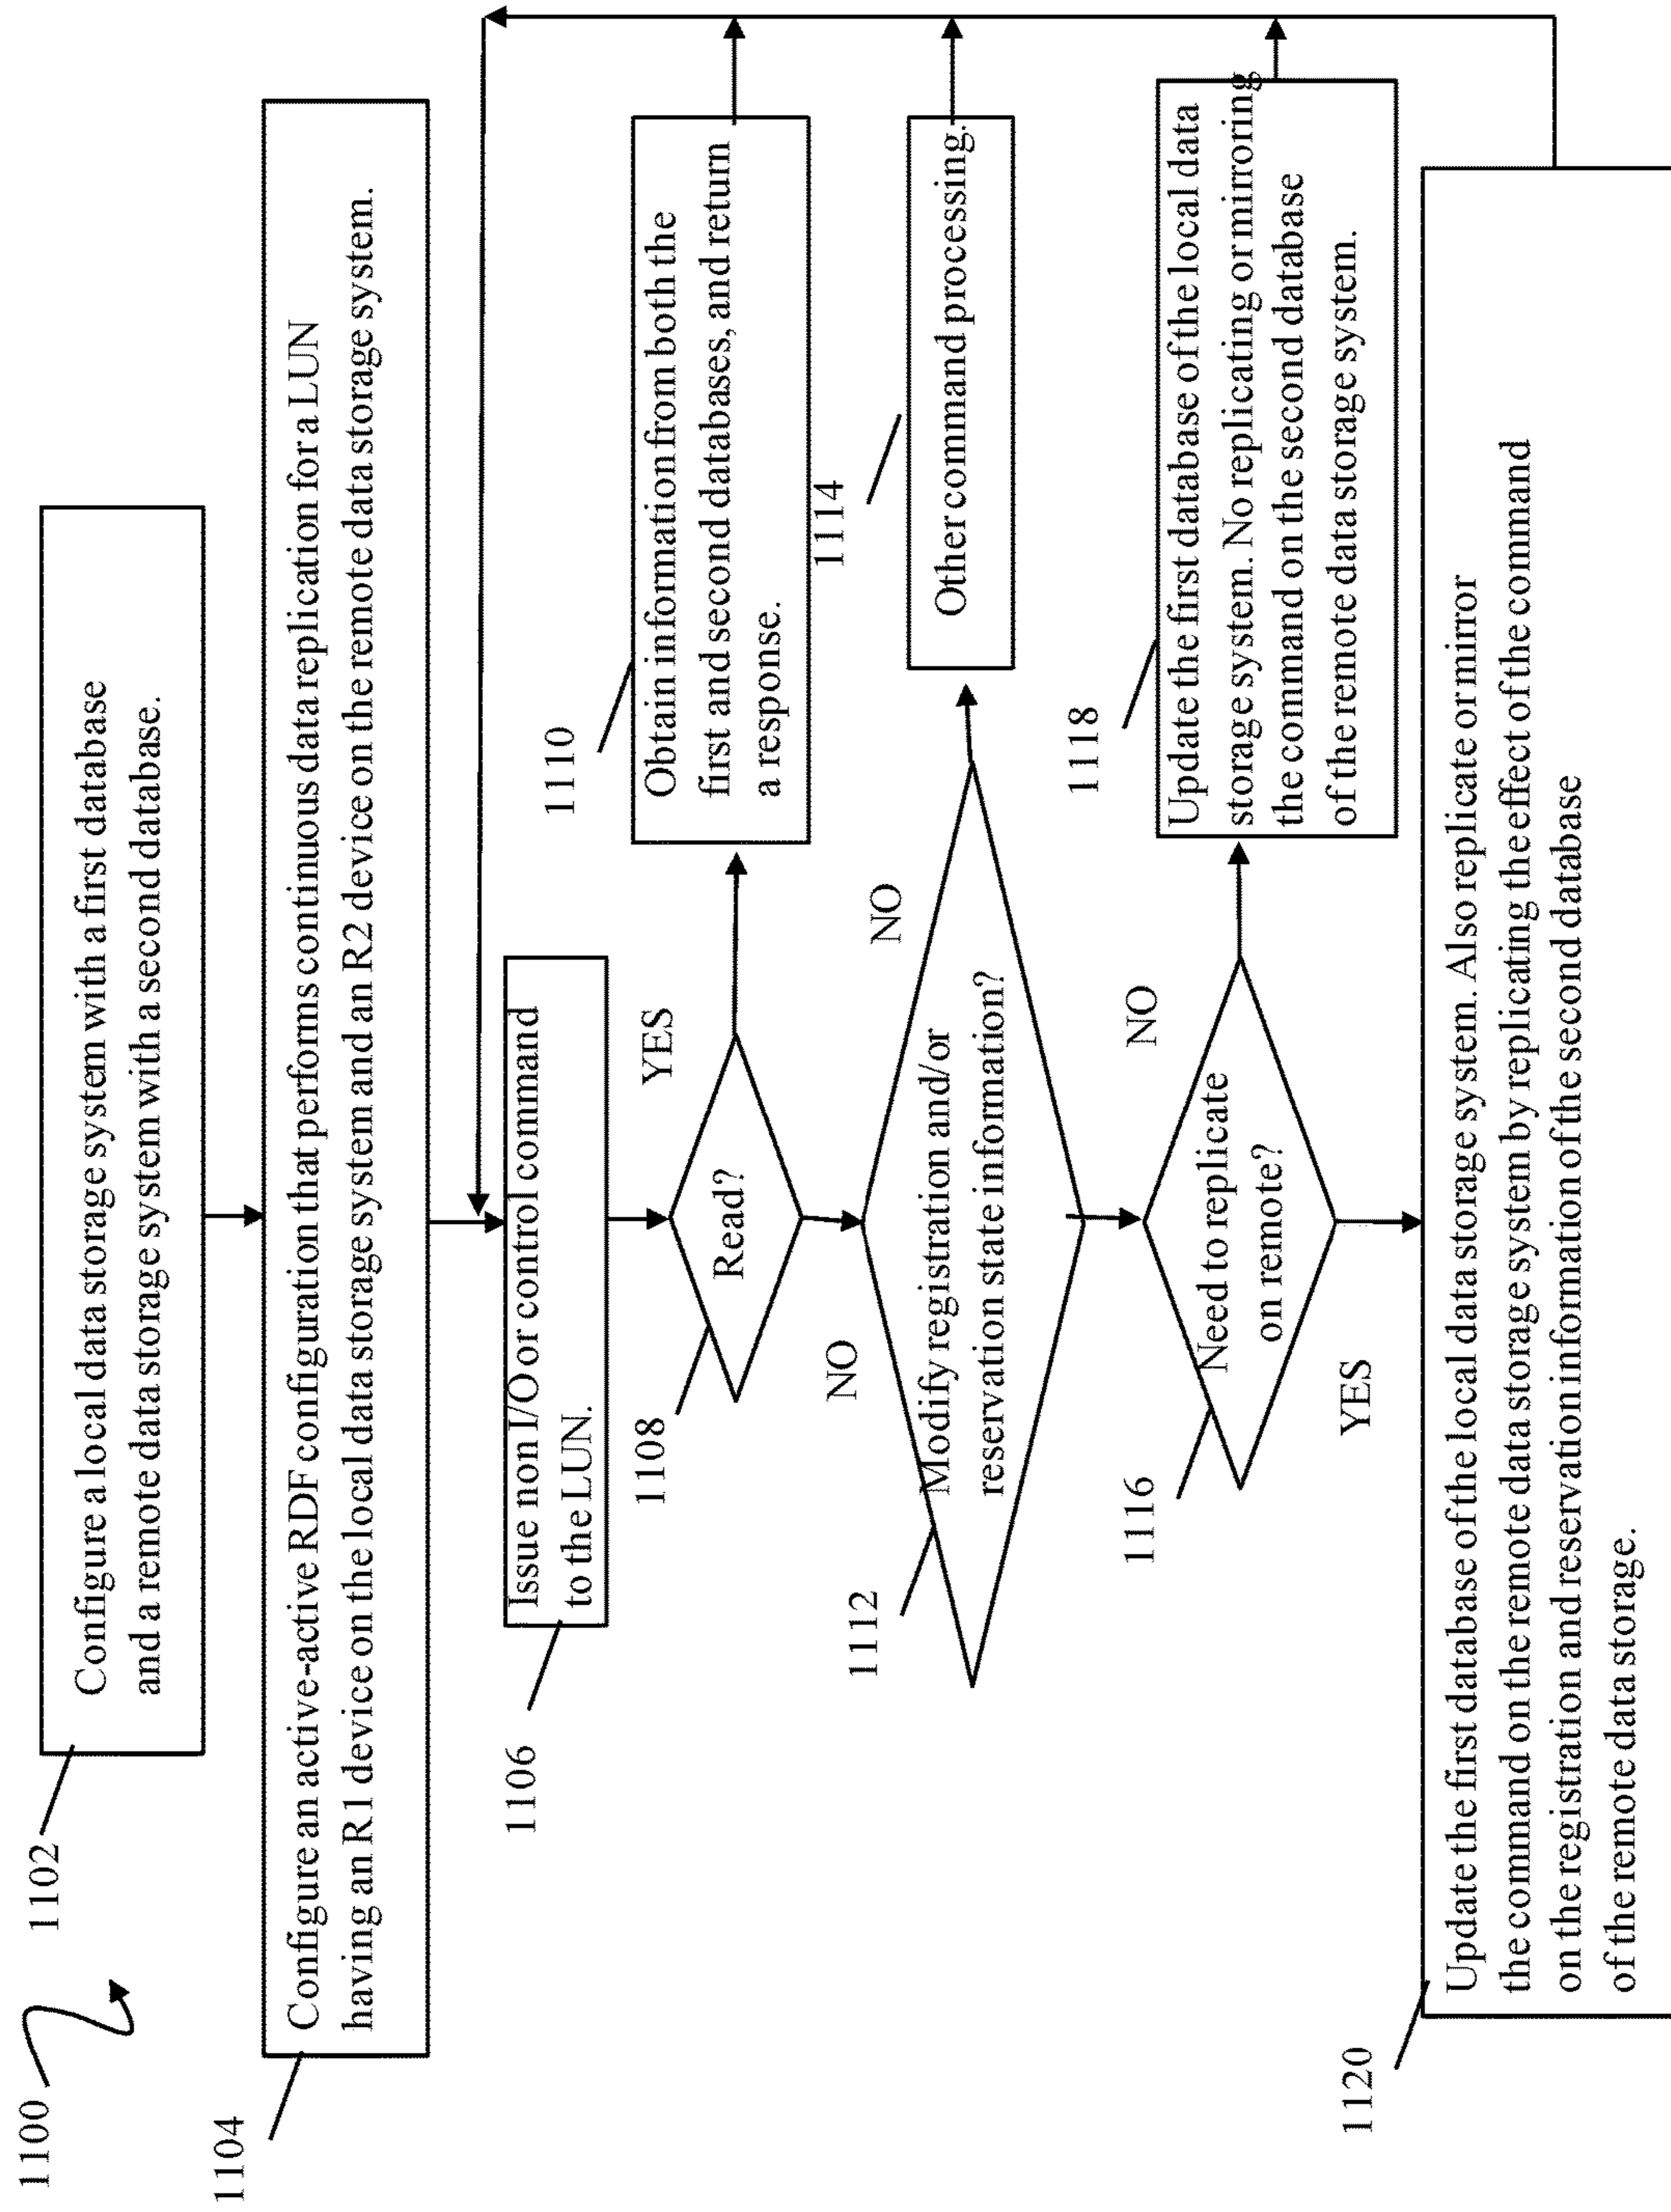 1100
1102
Configure a local data storage system with a first database
and a remote data storage system with a second database.
1104
Configure an active-active RDF configuration that performs continuous data replication for a LUN
having an R1 device on the local data storage system and an R2 device on the remote data storage system.
1106
Issue non I/O or control command
to the LUN.
1108
Read?
YES
1110
Obtain information from both the
first and second databases, and return
a response.
NO
1112
Modify registration and/or
reservation state information?
NO
1114
Other command processing.
1116
Need to replicate
on remote?
NO
1118
Update the first database of the local data
storage system. No replicating or mirroring
the command on the second database
of the remote data storage system.
YES
1120
Update the first database of the local data storage system. Also replicate or mirror
the command on the remote data storage system by replicating the effect of the command
on the registration and reservation information of the second database
of the remote data storage.